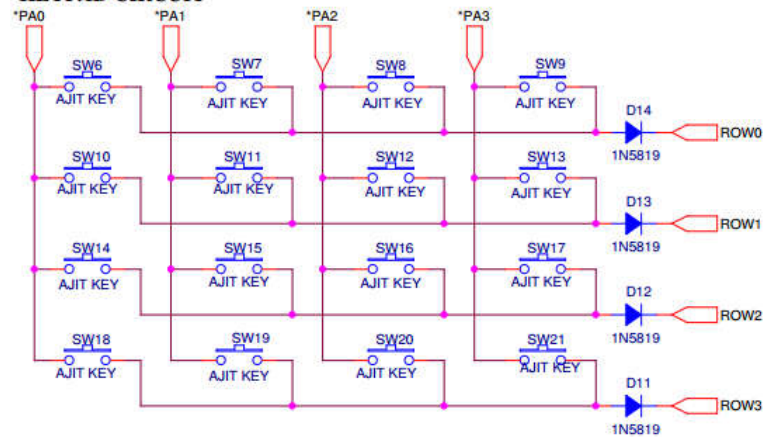 *PA0 *PA1 *PA2 *PA3
SW6 SW7 SW8 SW9
AJIT KEY AJIT KEY AJIT KEY AJIT KEY
D14
ROW0
1N5819
SW10 SW11 SW12 SW13
AJIT KEY AJIT KEY AJIT KEY AJIT KEY
D13
ROW1
1N5819
SW14 SW15 SW16 SW17
AJIT KEY AJIT KEY AJIT KEY AJIT KEY
D12
ROW2
1N5819
SW18 SW19 SW20 SW21
AJIT KEY AJIT KEY AJIT KEY AJIT KEY
D11
ROW3
1N5819